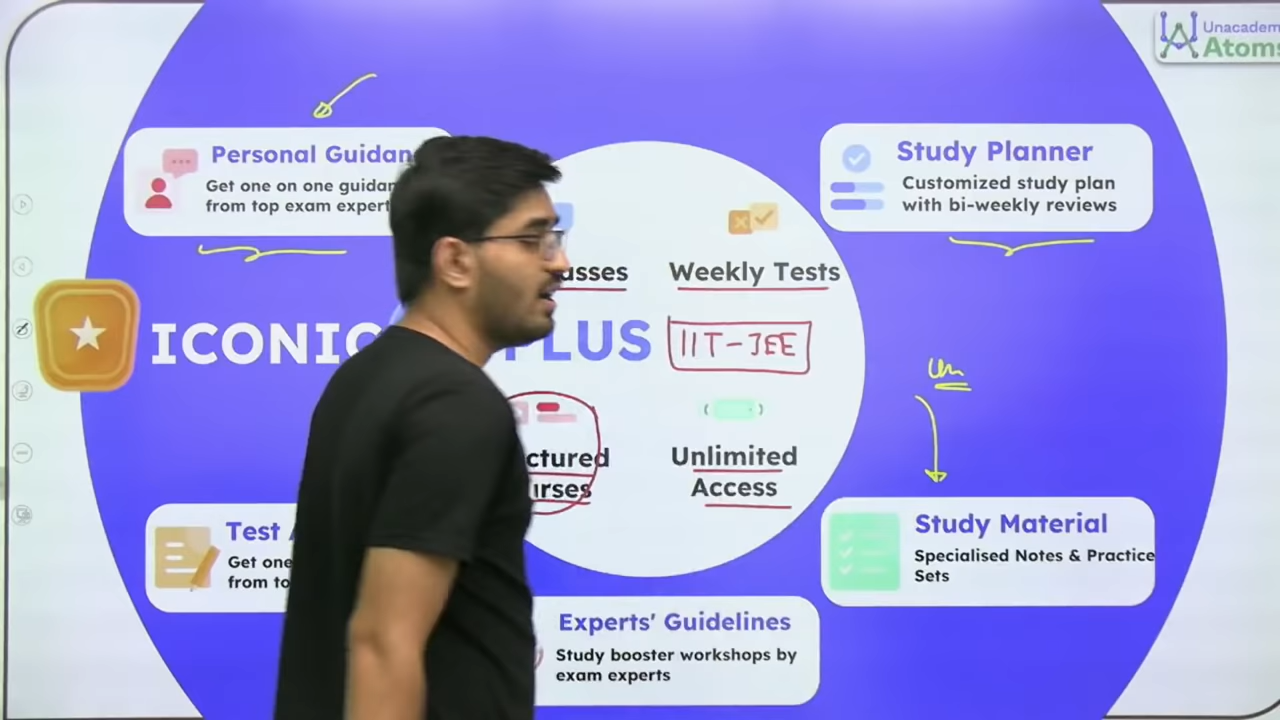 Unacadem
Atoms
Personal Guidan
Get one on one guidan
from top exam expert
Study Planner
Customized study plan
with bi-weekly reviews
asses
Weekly Tests
ICONIC
PLUS
IIT-JEE
ctured
urses
Unlimited
Access
Test
Get one
from to
Study Material
Specialised Notes & Practice
Sets
Experts' Guidelines
Study booster workshops by
exam experts